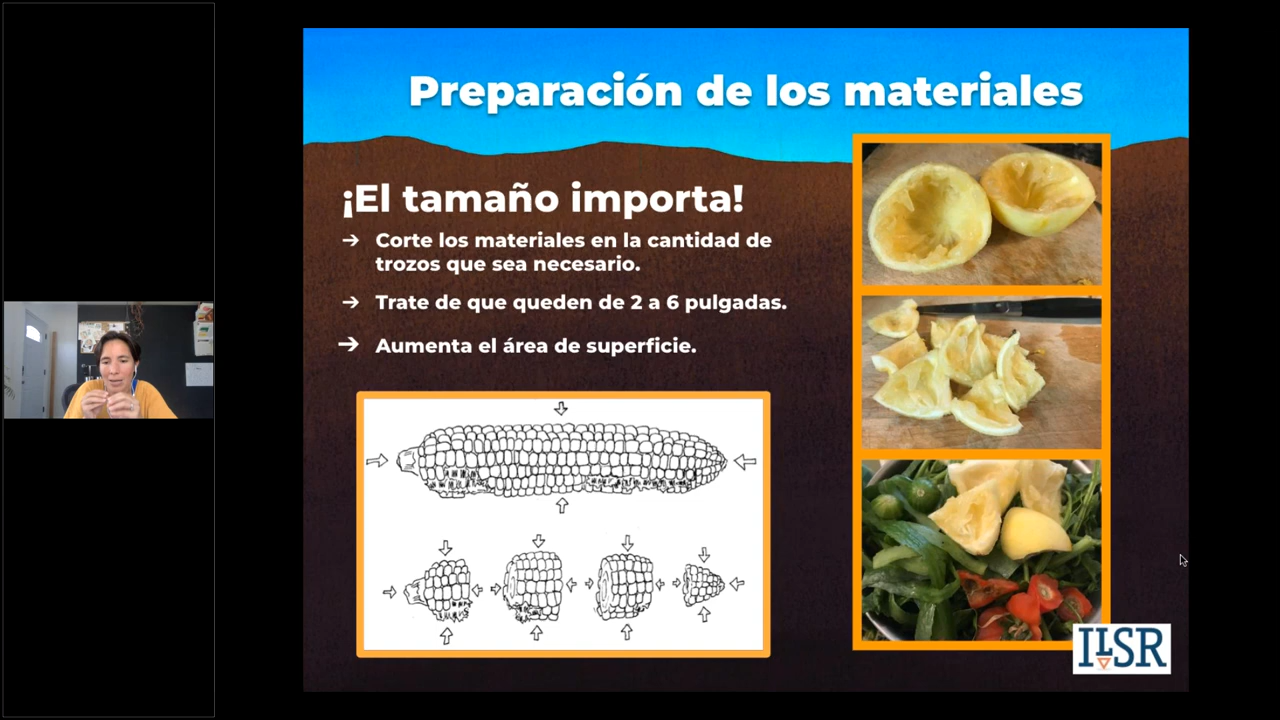 Preparación de los materiales
¡El tamaño importa!
→ Corte los materiales en la cantidad de
trozos que sea necesario.
→ Trate de que queden de 2 a 6 pulgadas.
→ Aumenta el área de superficie.
ILSR